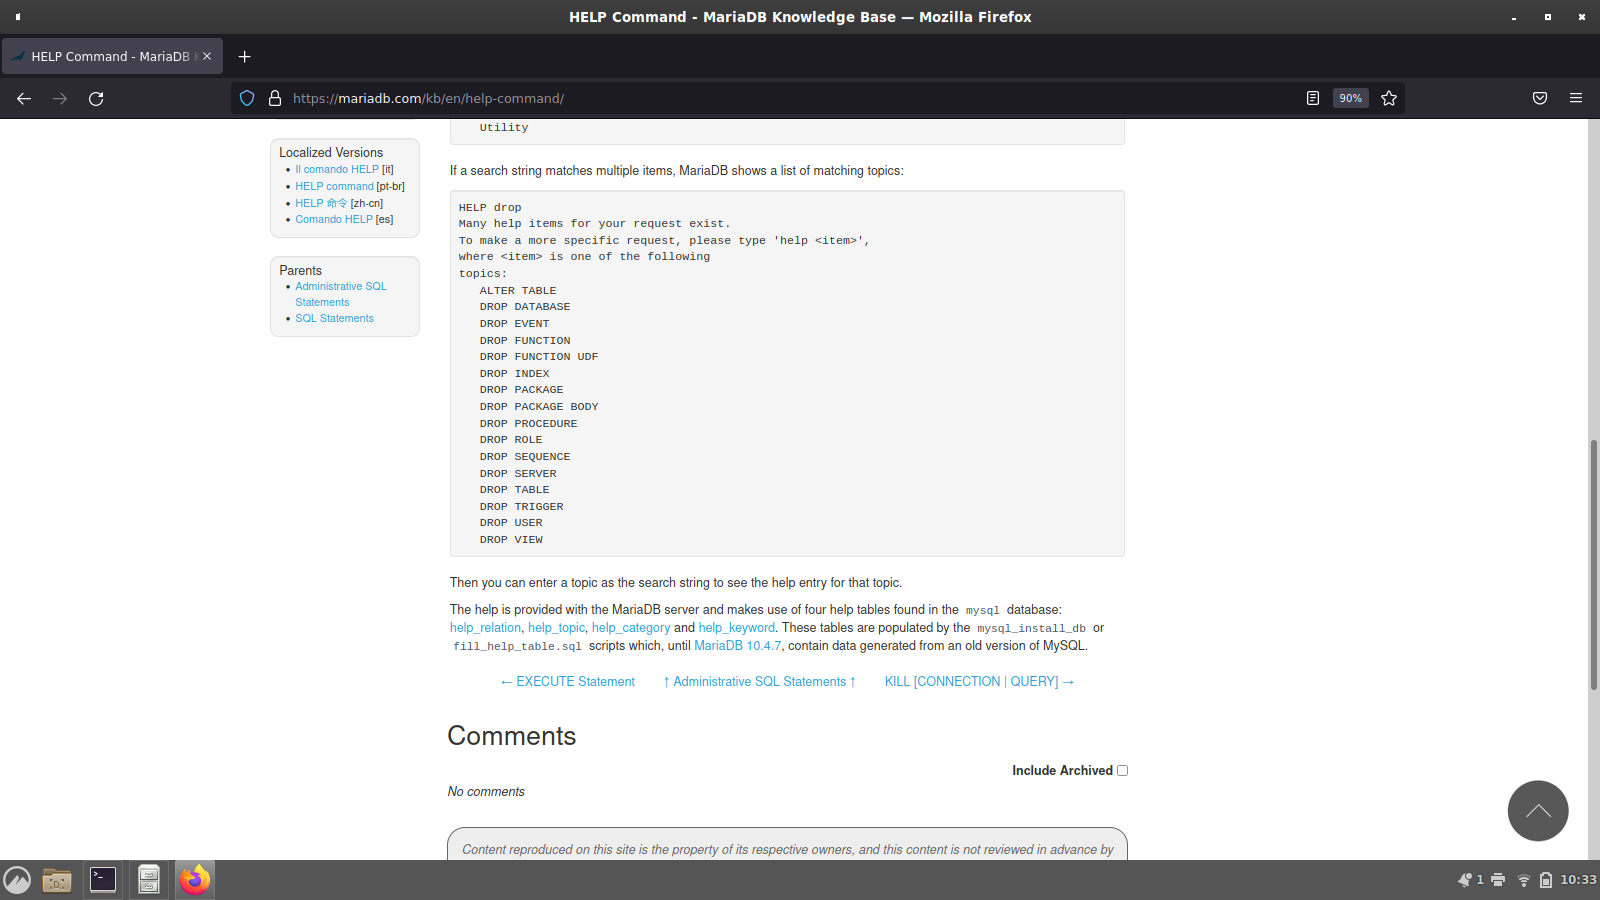 HELP Command - MariaDB Knowledge Base — Mozilla Firefox
HELP Command - MariaDB
https://mariadb.com/kb/en/help-command/
90%
Utility
Localized Versions
Il comando HELP [it]
HELP command [pt-br]
HELP 命令 [zh-cn]
Comando HELP [es]
Parents
Administrative SQL
Statements
SQL Statements
If a search string matches multiple items, MariaDB shows a list of matching topics:
HELP drop
Many help items for your request exist.
To make a more specific request, please type 'help <item>',
where <item> is one of the following
topics:
ALTER TABLE
DROP DATABASE
DROP EVENT
DROP FUNCTION
DROP FUNCTION UDF
DROP INDEX
DROP PACKAGE
DROP PACKAGE BODY
DROP PROCEDURE
DROP ROLE
DROP SEQUENCE
DROP SERVER
DROP TABLE
DROP TRIGGER
DROP USER
DROP VIEW
Then you can enter a topic as the search string to see the help entry for that topic.
The help is provided with the MariaDB server and makes use of four help tables found in the mysql database:
help_relation, help_topic, help_category and help_keyword. These tables are populated by the mysql_install_db or
fill_help_table.sql scripts which, until MariaDB 10.4.7, contain data generated from an old version of MySQL.
← EXECUTE Statement ↑ Administrative SQL Statements ↑ KILL [CONNECTION | QUERY] →
Comments
Include Archived
No comments
Content reproduced on this site is the property of its respective owners, and this content is not reviewed in advance by
1 10:33